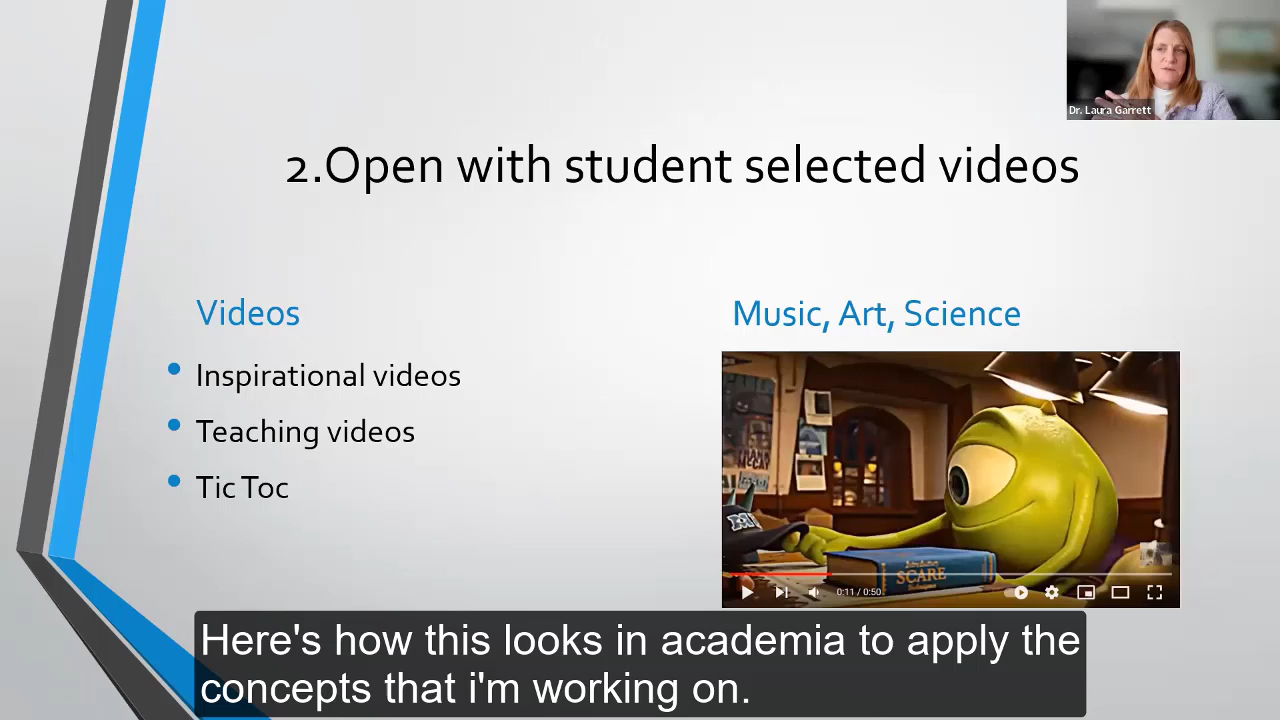 Dr. Laura Garrett
2.Open with student selected videos
Videos
Inspirational videos
Teaching videos
Tic Toc
Music, Art, Science
SCARE
0:11 / 0:50
Here's how this looks in academia to apply the
concepts that i'm working on.